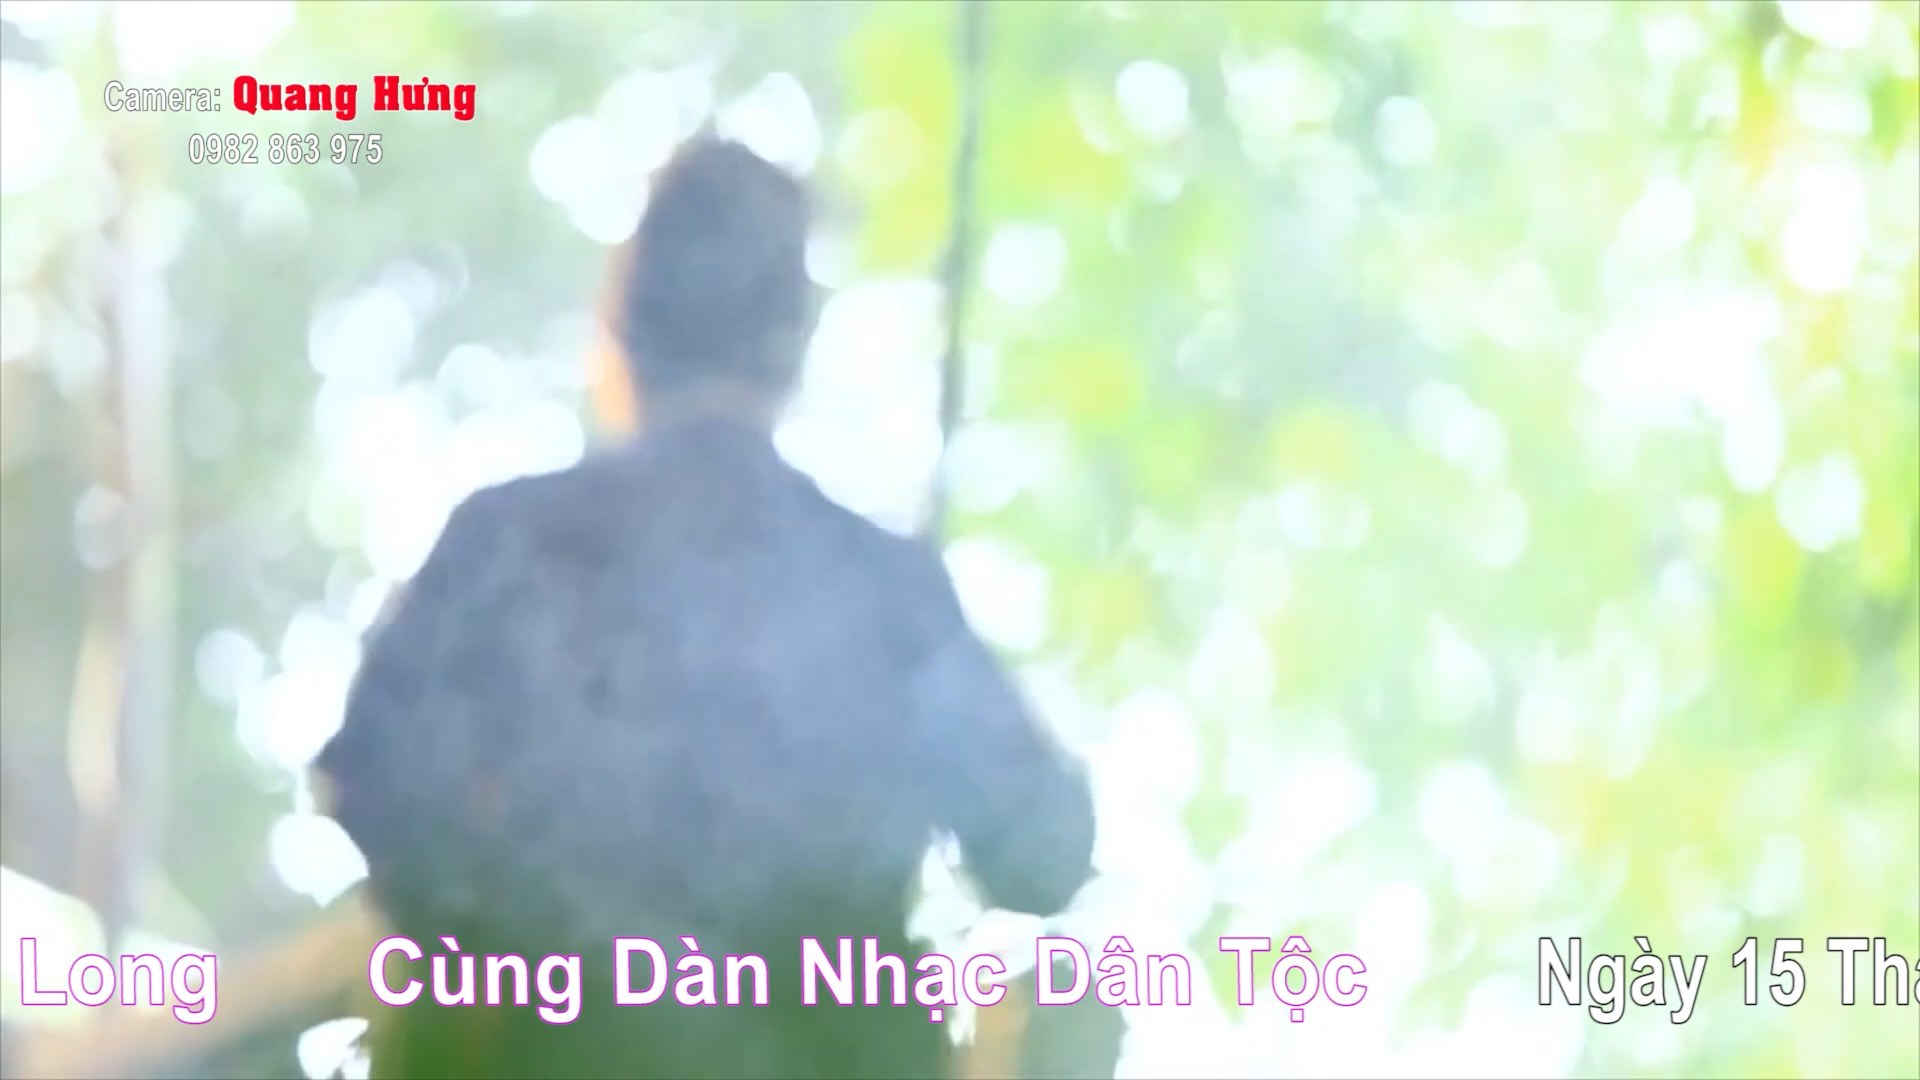 Camera: Quang Hưng
0982 863 975
Long Cùng Dàn Nhạc Dân Tộc Ngày 15